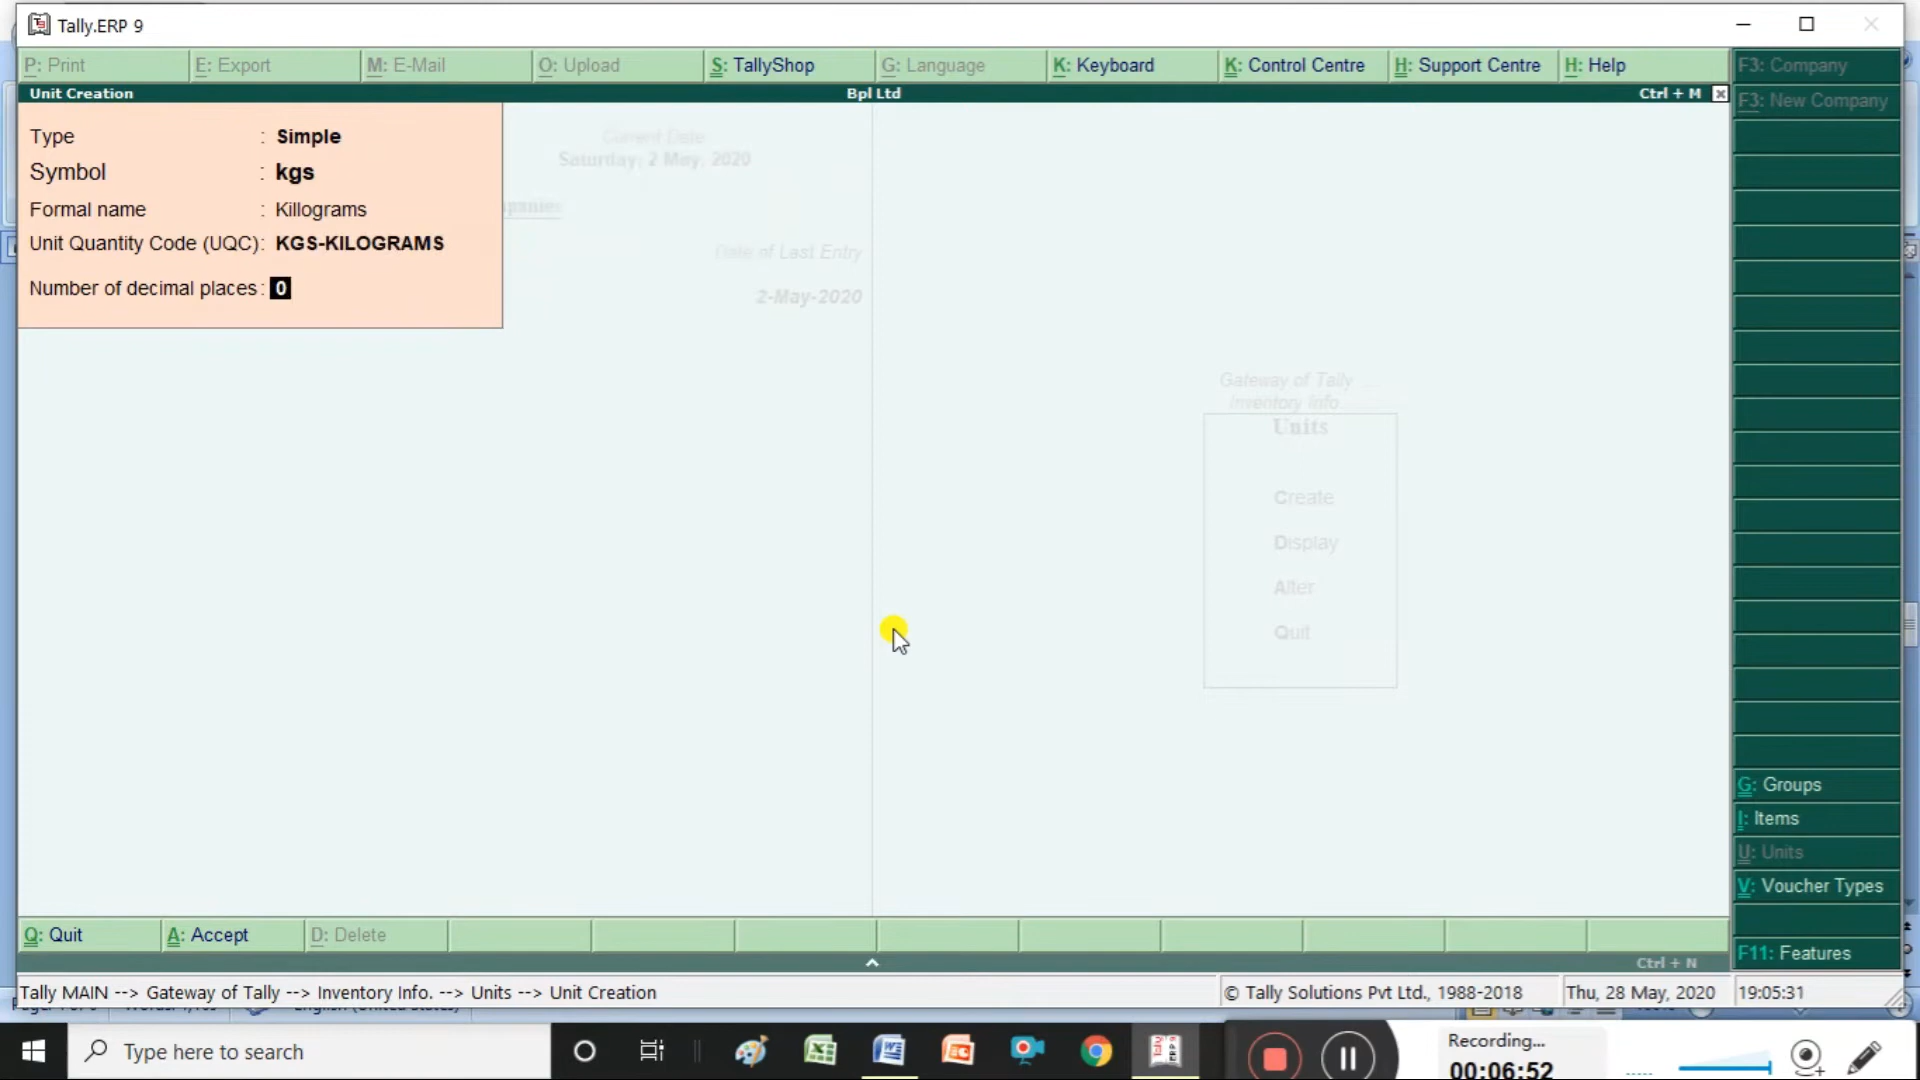 Tally.ERP 9
P: Print
E: Export
M: E-Mail
O: Upload
S: TallyShop
G: Language
K: Keyboard
K: Control Centre
H: Support Centre
H: Help
F3: Company
F3: New Company
Unit Creation
Bpl Ltd
Ctrl + M
Type : Simple
Symbol : kgs
Formal name : Killograms
Unit Quantity Code (UQC): KGS-KILOGRAMS
Number of decimal places: 0
Current Date
Saturday, 2 May, 2020
Date of Last Entry
2-May-2020
Gateway of Tally ....
Inventory Info.....
Units
Create
Display
Alter
Quit
G: Groups
I: Items
U: Units
V: Voucher Types
F11: Features
Q: Quit
A: Accept
D: Delete
Ctrl + N
Tally MAIN --> Gateway of Tally --> Inventory Info. --> Units --> Unit Creation
© Tally Solutions Pvt Ltd., 1988-2018
Thu, 28 May, 2020
19:05:31
Type here to search
Recording...
00:06:52